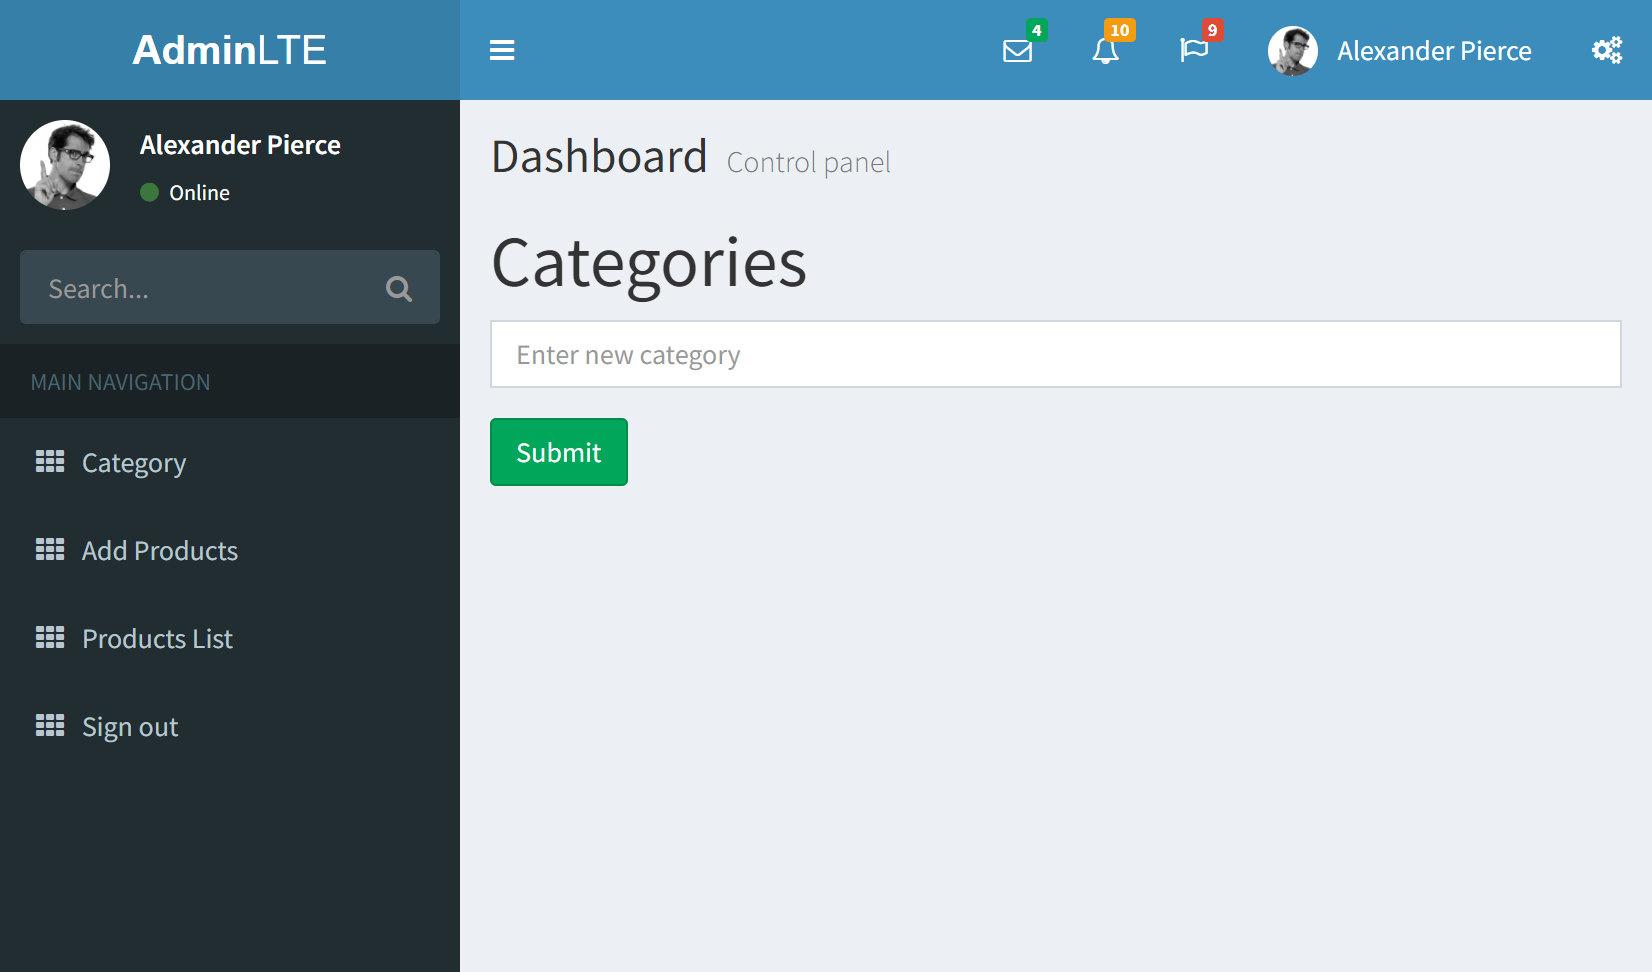 AdminLTE
4
10
9
Alexander Pierce
Alexander Pierce
Online
Search...
MAIN NAVIGATION
Category
Add Products
Products List
Sign out
Dashboard Control panel
Categories
Enter new category
Submit